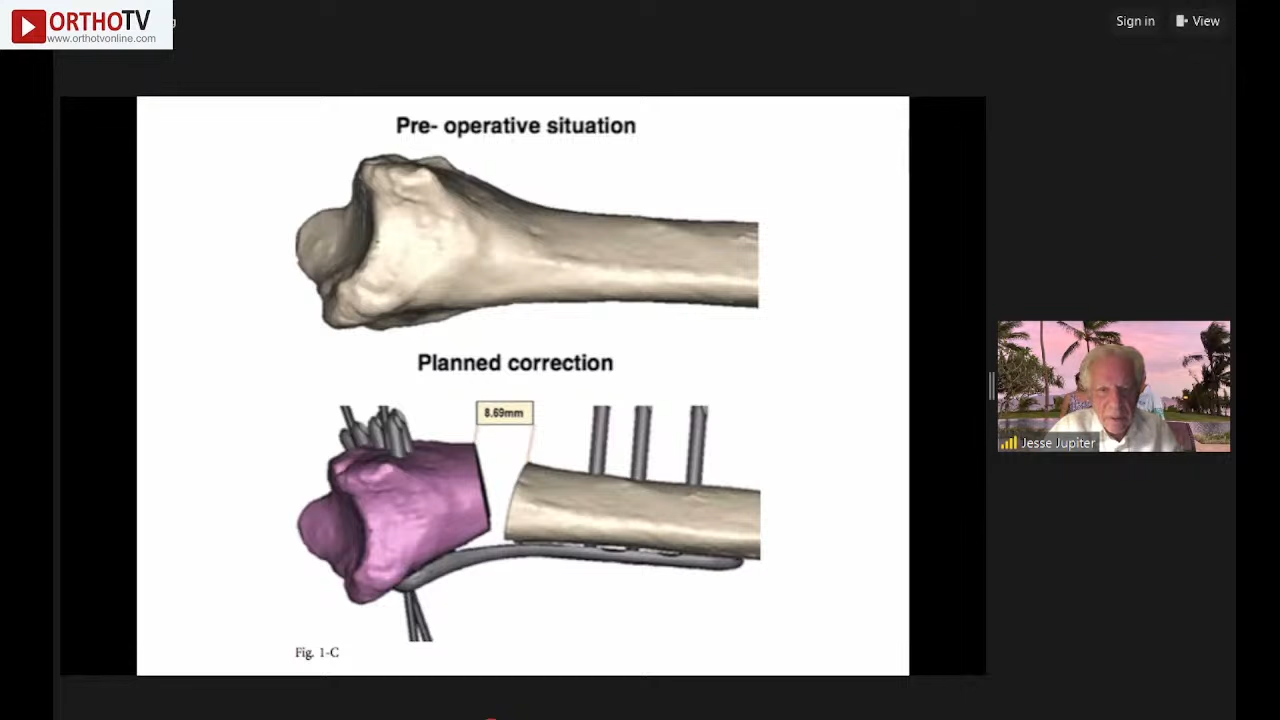 ORTHOTV
www.orthotvonline.com
Sign in
View
Pre- operative situation
Planned correction
8.69mm
Fig. 1-C
Jesse Jupiter